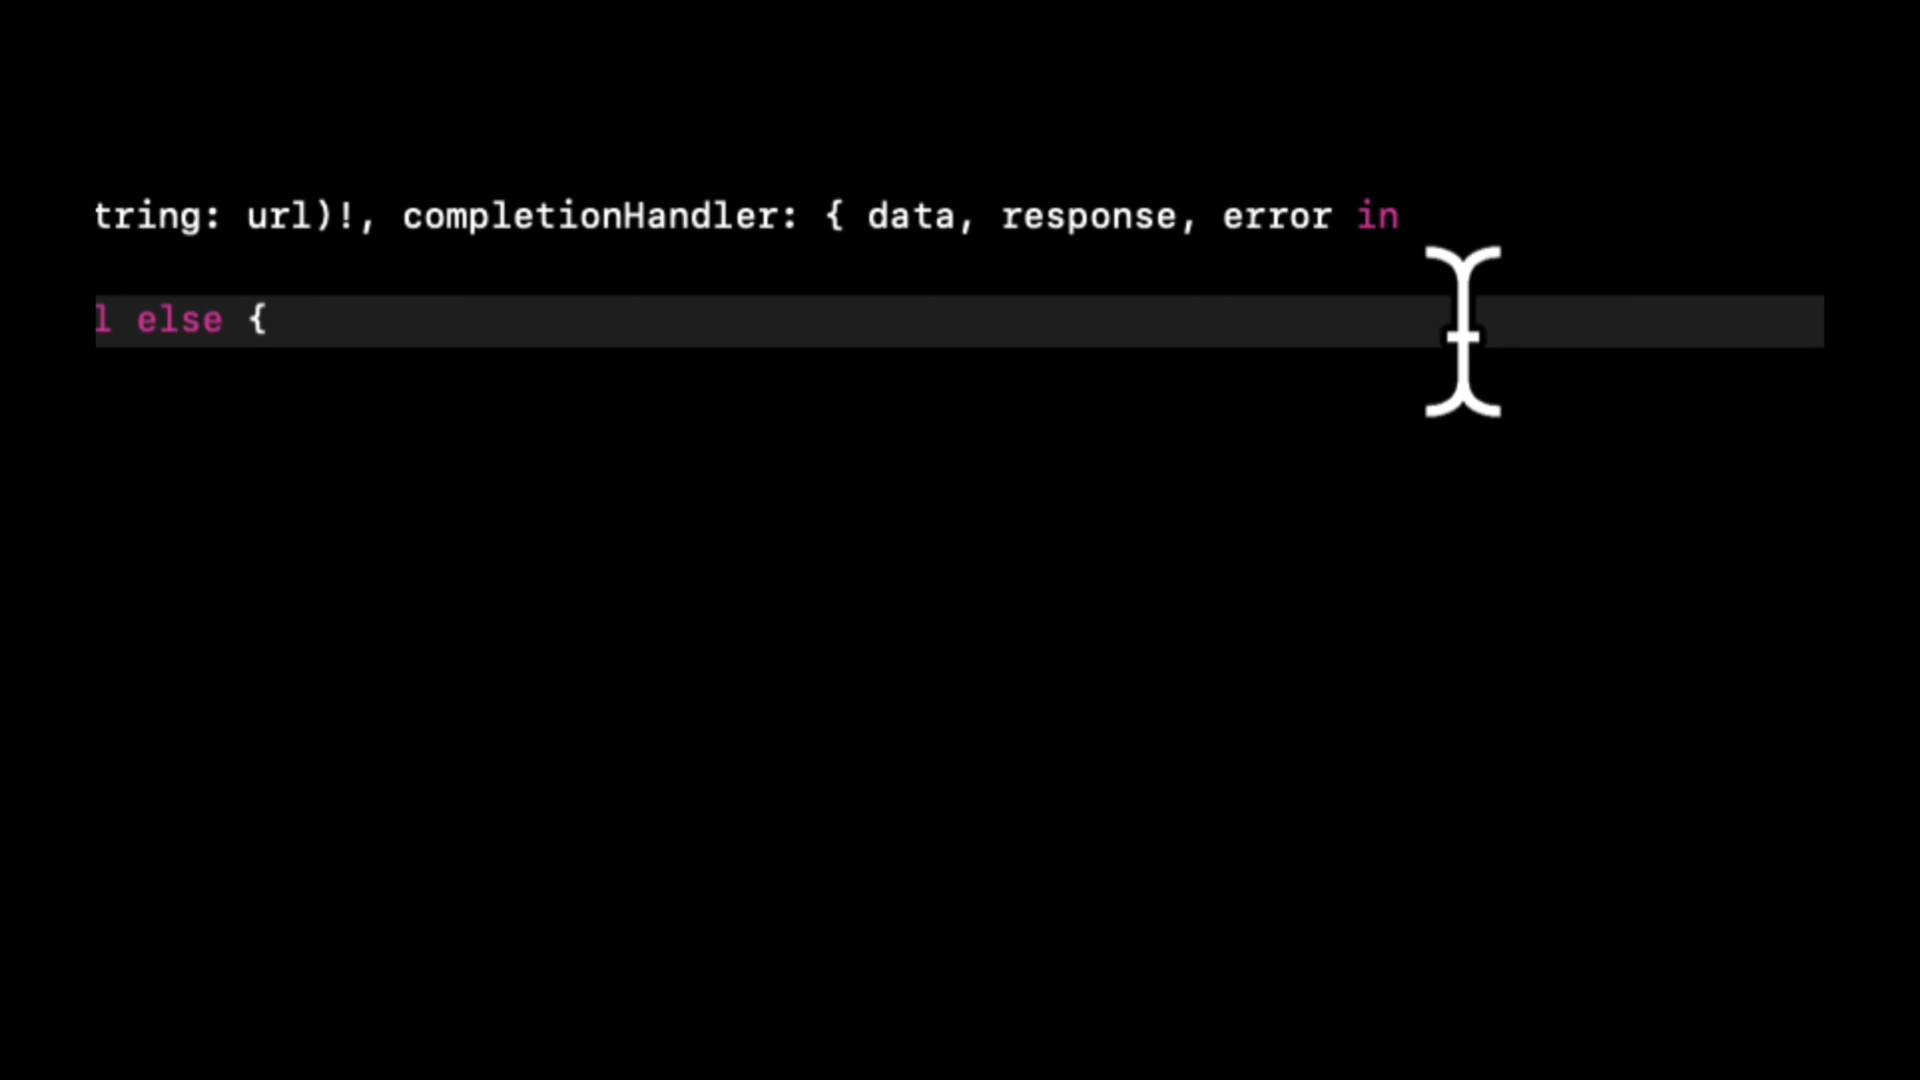 tring: url)!, completionHandler: { data, response, error in
l else {